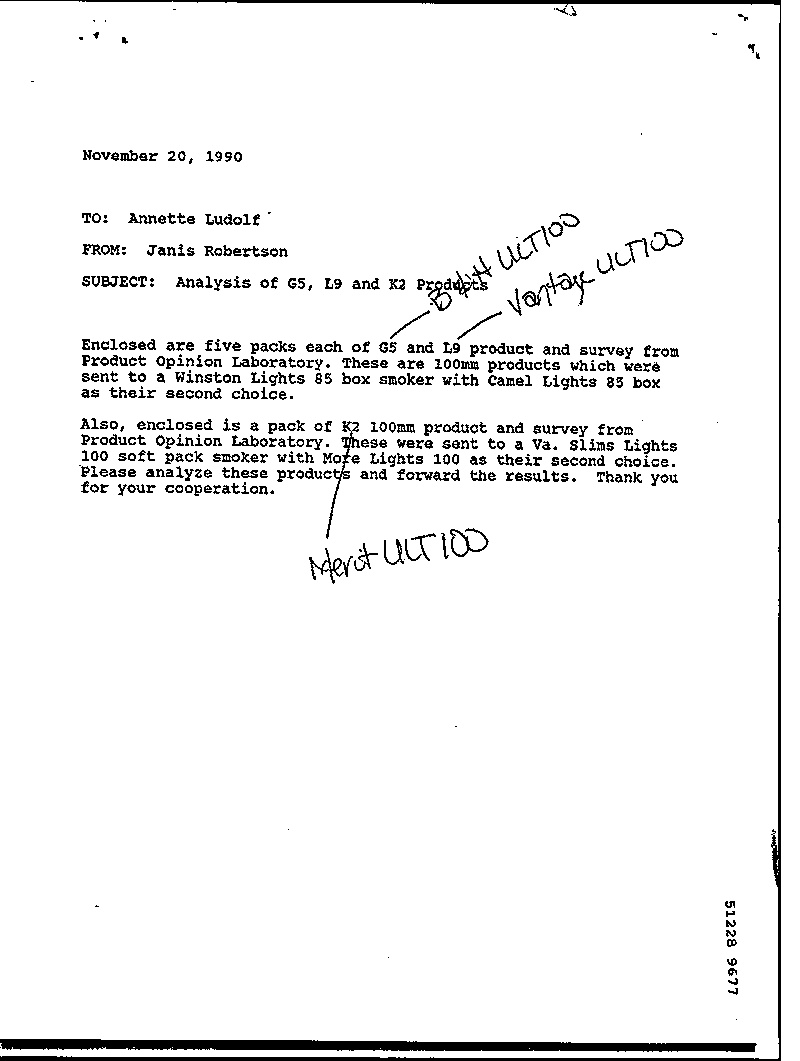 November 20, 1990
TO: Annette Ludolf
FROM: Janis Robertson
SUBJECT: Analysis of G5, L9 and K2 Products
ULT100
Vantage ULT100
Enclosed are five packs each of G5 and L9 product and survey from
Product Opinion Laboratory. These are 100mm products which were
sent to a Winston Lights 85 box smoker with Camel Lights 85 box
as their second choice.
Also, enclosed is a pack of K2 100mm product and survey from
Product Opinion Laboratory. These were sent to a Va. Slims Lights
100 soft pack smoker with More Lights 100 as their second choice.
Please analyze these products and forward the results. Thank you
for your cooperation.
Merit ULT100
51228 9677